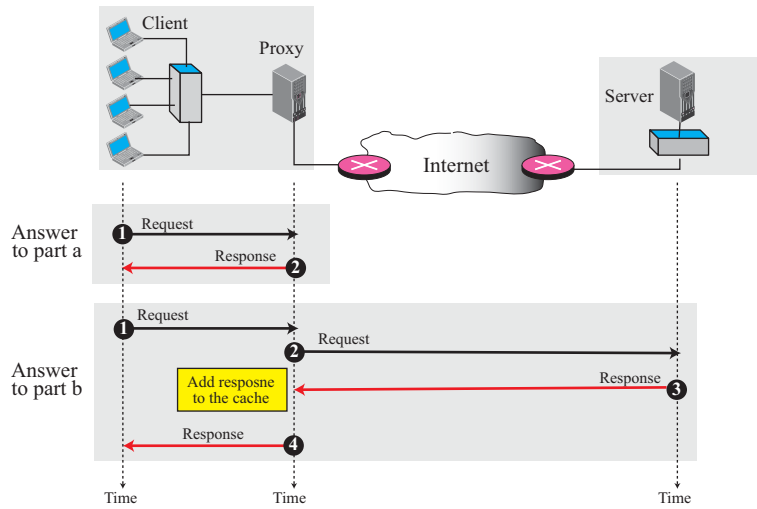 Client
Proxy
Server
Internet
Answer
to part a
1
Request
Response
2
Answer
to part b
1
Request
2
Request
Add resposne
to the cache
Response
3
Response
4
Time
Time
Time